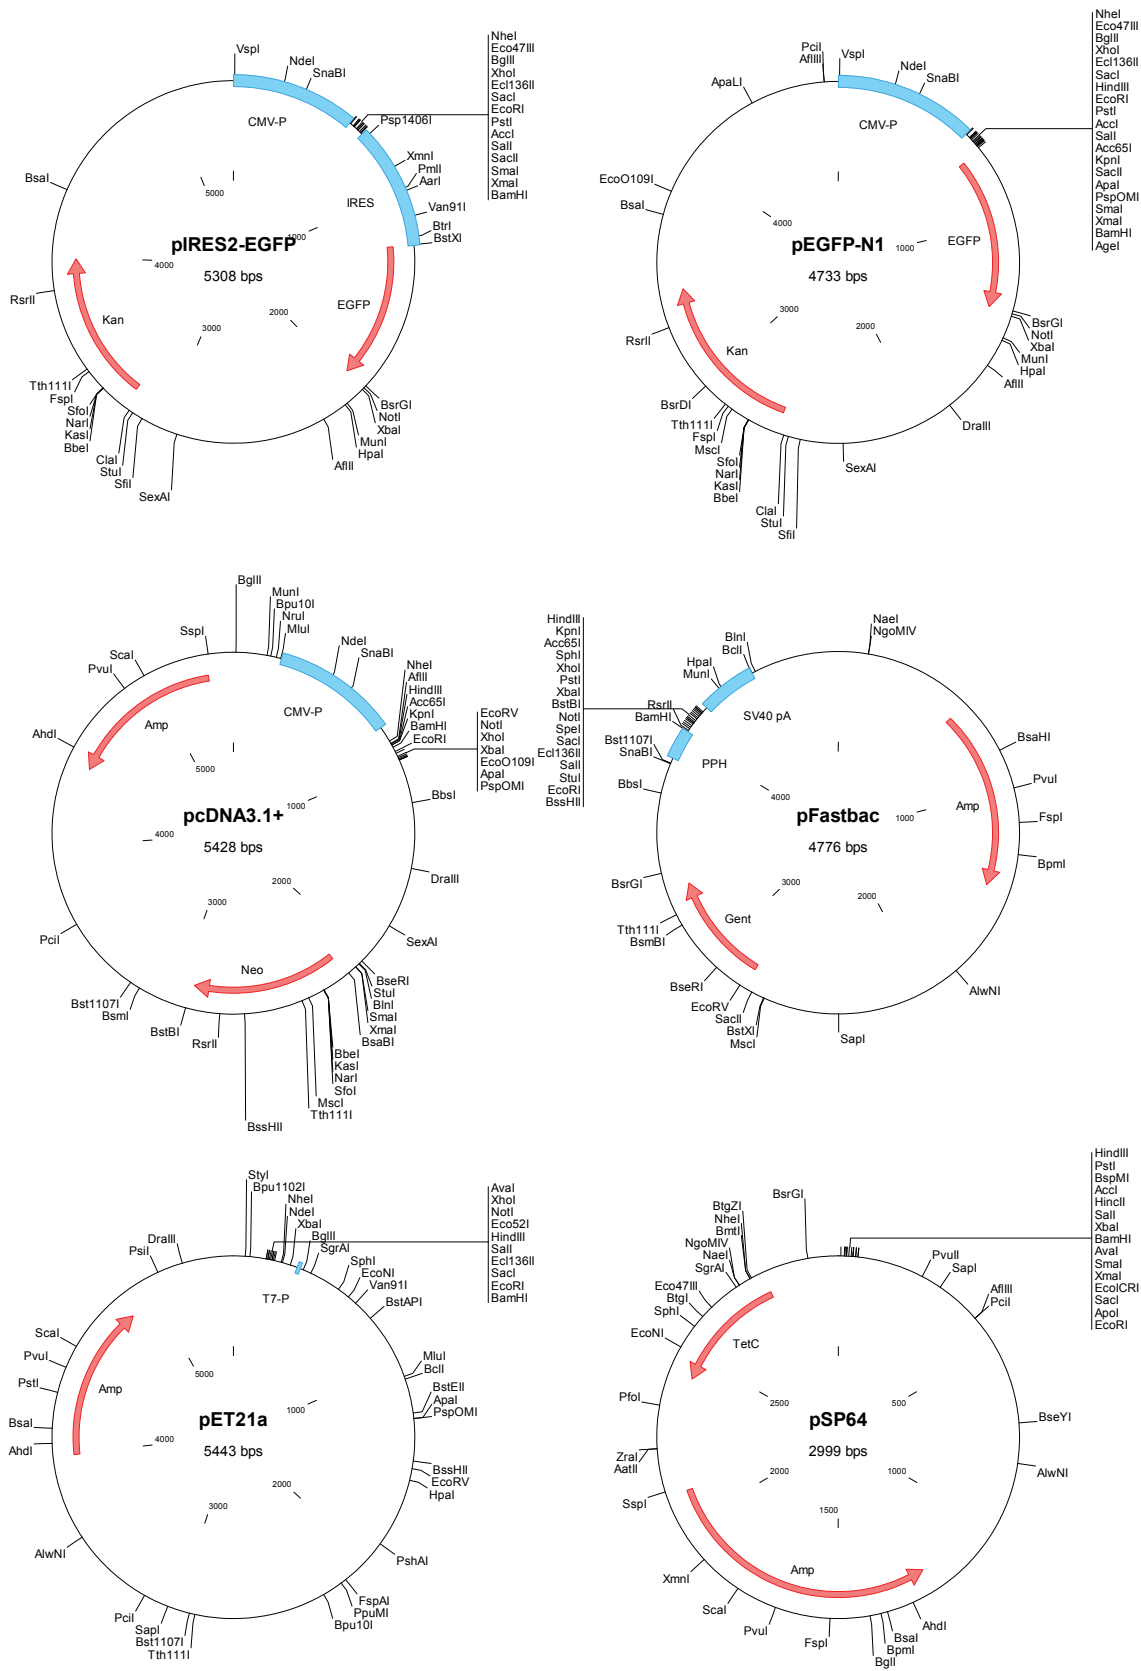 VspI
NdeI
SnaBI
CMV-P
NheI
Eco47III
BglII
XhoI
Ecl136II
SacI
EcoRI
PstI
AccI
SalI
SacII
SmaI
XmaI
BamHI
Psp1406I
XmnI
PmlI
AarI
IRES
Van91I
BtrI
BstXI
BsaI
5000
1000
pIRES2-EGFP
5308 bps
4000
EGFP
RsrII
Kan
3000
2000
Tth111I
FspI
SfoI
NarI
KasI
BbeI
ClaI
StuI
SfiI
SexAI
BsrGI
NotI
XbaI
MunI
HpaI
AflII
PciI
AflIII
VspI
ApaLI
NdeI
SnaBI
CMV-P
NheI
Eco47III
BglII
XhoI
Ecl136II
SacI
HindIII
EcoRI
PstI
AccI
SalI
Acc65I
KpnI
SacII
ApaI
PspOMI
SmaI
XmaI
BamHI
AgeI
EcoO109I
BsaI
4000
1000
pEGFP-N1
4733 bps
EGFP
3000
2000
RsrII
Kan
BsrGI
NotI
XbaI
MunI
HpaI
AflII
DraIII
BsrDI
Tth111I
FspI
MscI
SfoI
NarI
KasI
BbeI
ClaI
StuI
SfiI
SexAI
BglII
MunI
Bpu10I
NruI
MluI
SspI
ScaI
PvuI
NdeI
SnaBI
CMV-P
NheI
AflII
HindIII
Acc65I
KpnI
BamHI
EcoRI
EcoRV
NotI
XhoI
XbaI
EcoO109I
ApaI
PspOMI
Amp
AhdI
5000
1000
BbsI
pcDNA3.1+
5428 bps
4000
DraIII
2000
3000
PciI
SexAI
Neo
BseRI
StuI
BlnI
SmaI
XmaI
BsaBI
Bst1107I
BsmI
BstBI
RsrII
BbeI
KasI
NarI
SfoI
MscI
Tth111I
BssHII
HindIII
KpnI
Acc65I
SphI
XhoI
PstI
XbaI
BstBI
NotI
SpeI
SacI
Ecl136II
SalI
StuI
EcoRI
BssHII
BlnI
BclI
HpaI
MunI
RsrII
BamHI
NaeI
NgoMIV
SV40 pA
Bst1107I
SnaBI
PPH
BbsI
BsaHI
PvuI
FspI
BpmI
4000
1000
Amp
pFastbac
4776 bps
BsrGI
3000
2000
Gent
Tth111I
BsmBI
BseRI
EcoRV
SacII
BstXI
MscI
AlwNI
SapI
StyI
Bpu1102I
NheI
NdeI
XbaI
BglII
SgrAI
SphI
EcoNI
Van91I
BstAPI
AvaI
XhoI
NotI
Eco52I
HindIII
SalI
Ecl136II
SacI
EcoRI
BamHI
DraIII
PsiI
T7-P
ScaI
PvuI
PstI
BsaI
AhdI
Amp
5000
1000
MluI
BclI
BstEII
ApaI
PspOMI
pET21a
5443 bps
4000
BssHII
EcoRV
HpaI
2000
3000
AlwNI
PshAI
PciI
SapI
Bst1107I
Tth111I
FspAI
PpuMI
Bpu10I
BsrGI
BtgZI
NheI
BmtI
NgoMIV
NaeI
SgrAI
Eco47III
BtgI
SphI
EcoNI
HindIII
PstI
BspMI
AccI
HincII
SalI
XbaI
BamHI
AvaI
SmaI
XmaI
EcolCRI
SacI
ApoI
EcoRI
PvuII
SapI
AflIII
PciI
TetC
PfoI
2500
500
pSP64
2999 bps
BseYI
AlwNI
ZraI
AatII
2000
1000
SspI
1500
Amp
XmnI
ScaI
PvuI
FspI
AhdI
BsaI
BpmI
BglI